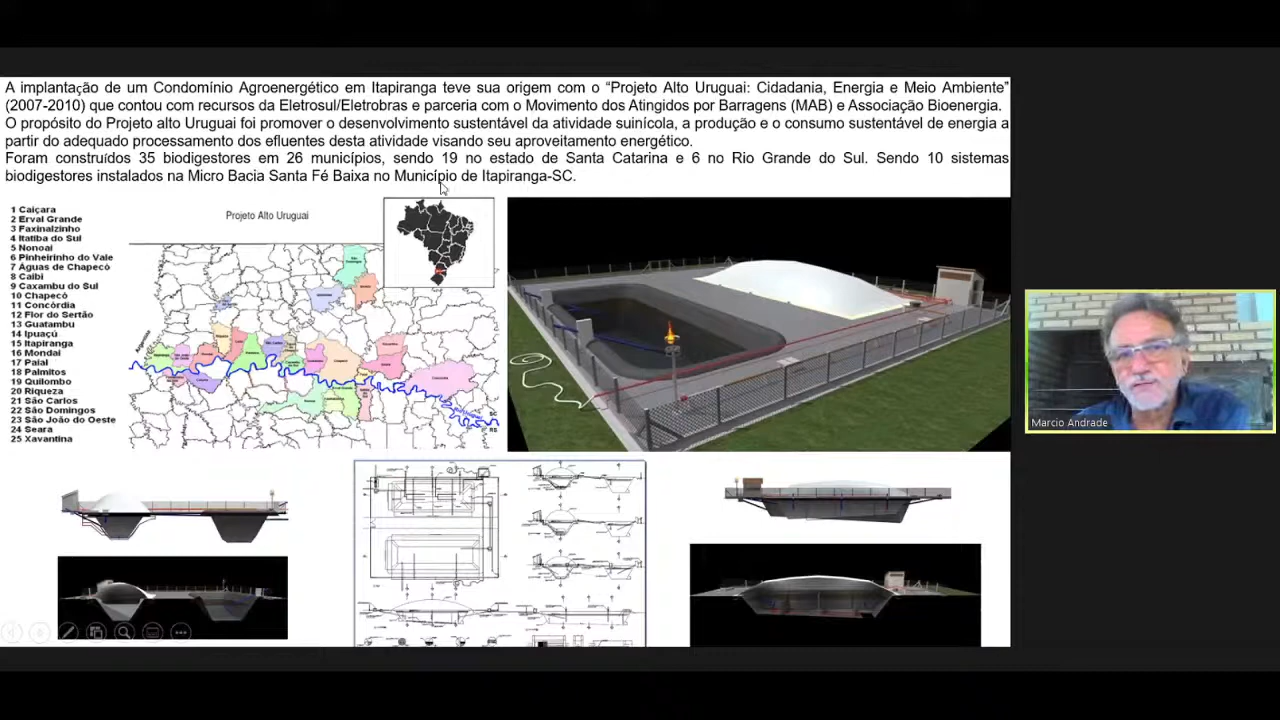 A implantação de um Condomínio Agroenergético em Itapiranga teve sua origem com o “Projeto Alto Uruguai: Cidadania, Energia e Meio Ambiente”
(2007-2010) que contou com recursos da Eletrosul/Eletrobras e parceria com o Movimento dos Atingidos por Barragens (MAB) e Associação Bioenergia.
O propósito do Projeto alto Uruguai foi promover o desenvolvimento sustentável da atividade suinícola, a produção e o consumo sustentável de energia a
partir do adequado processamento dos efluentes desta atividade visando seu aproveitamento energético.
Foram construídos 35 biodigestores em 26 municípios, sendo 19 no estado de Santa Catarina e 6 no Rio Grande do Sul. Sendo 10 sistemas
biodigestores instalados na Micro Bacia Santa Fé Baixa no Município de Itapiranga-SC.
Projeto Alto Uruguai
1 Caiçara
2 Erval Grande
3 Faxinalzinho
4 Itatiba do Sul
5 Nonoai
6 Pinheirinho do Vale
7 Águas de Chapecó
8 Caibi
9 Caxambu do Sul
10 Chapecó
11 Concórdia
12 Flor do Sertão
13 Guatambu
14 Ipuaçú
15 Itapiranga
16 Mondai
17 Paial
18 Palmitos
19 Quilombo
20 Riqueza
21 São Carlos
22 São Domingos
23 São João do Oeste
24 Seara
25 Xavantina
SC
RS
Marcio Andrade